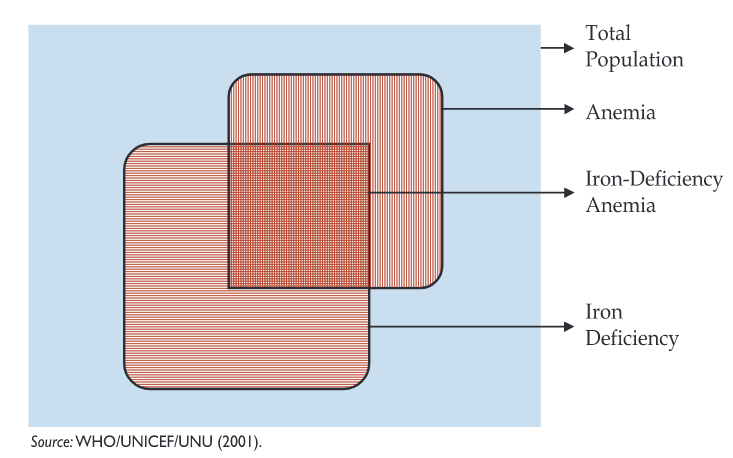 Total
Population
Anemia
Iron-Deficiency
Anemia
Iron
Deficiency
Source: WHO/UNICEF/UNU (2001).